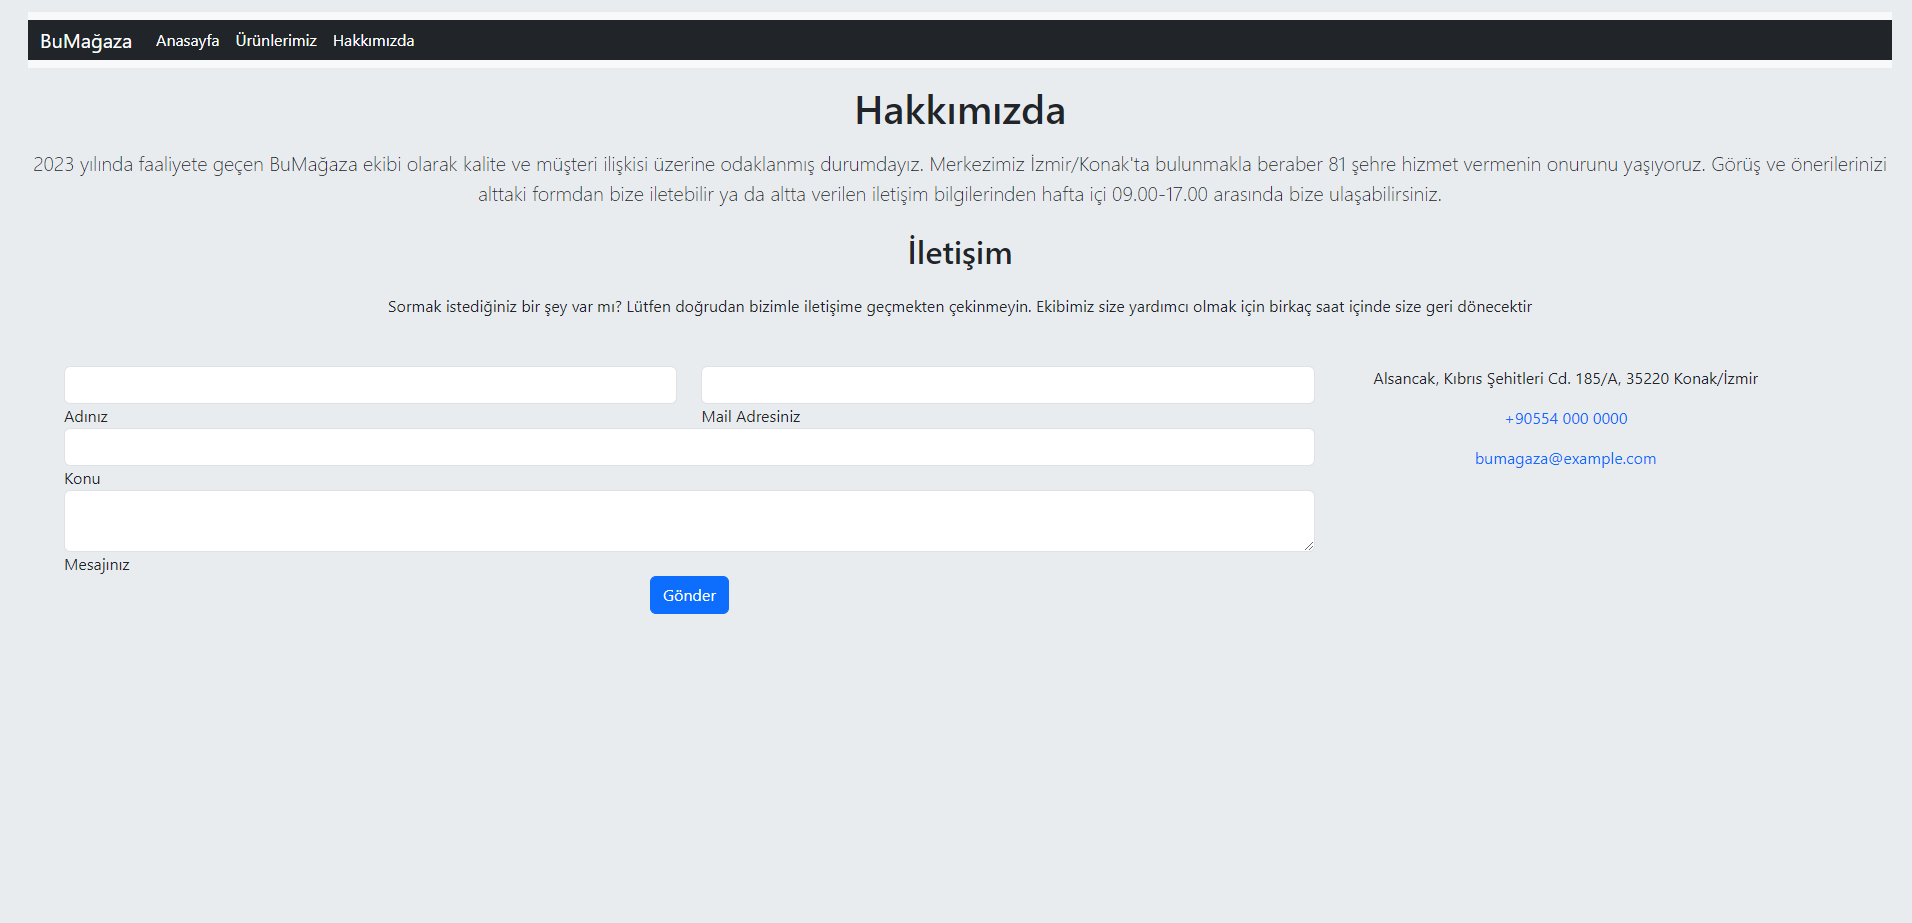 BuMağaza Anasayfa Ürünlerimiz Hakkımızda
Hakkımızda
2023 yılında faaliyete geçen BuMağaza ekibi olarak kalite ve müşteri ilişkisi üzerine odaklanmış durumdayız. Merkezimiz İzmir/Konak'ta bulunmakla beraber 81 şehre hizmet vermenin onurunu yaşıyoruz. Görüş ve önerilerinizi
alttaki formdan bize iletebilir ya da altta verilen iletişim bilgilerinden hafta içi 09.00-17.00 arasında bize ulaşabilirsiniz.
İletişim
Sormak istediğiniz bir şey var mı? Lütfen doğrudan bizimle iletişime geçmekten çekinmeyin. Ekibimiz size yardımcı olmak için birkaç saat içinde size geri dönecektir
Adınız
Mail Adresiniz
Konu
Mesajınız
Gönder
Alsancak, Kıbrıs Şehitleri Cd. 185/A, 35220 Konak/İzmir
+90554 000 0000
bumagaza@example.com